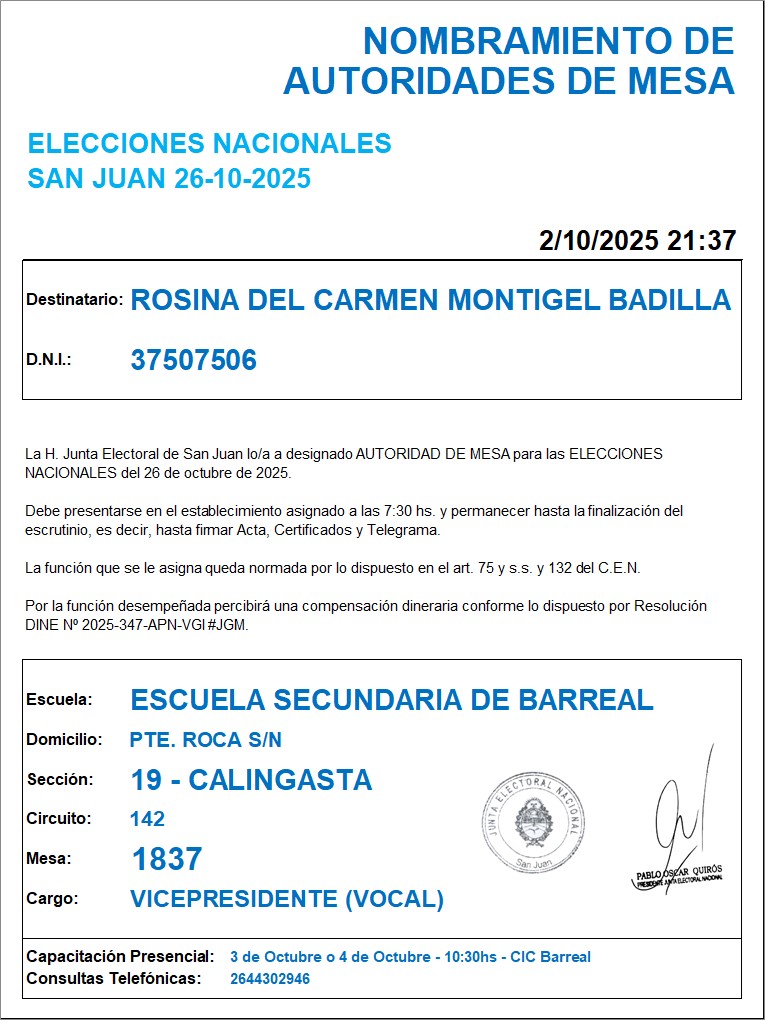 NOMBRAMIENTO DE
AUTORIDADES DE MESA
ELECCIONES NACIONALES
SAN JUAN 26-10-2025
2/10/2025 21:37
Destinatario: ROSINA DEL CARMEN MONTIGEL BADILLA
D.N.I.: 37507506
La H. Junta Electoral de San Juan lo/a a designado AUTORIDAD DE MESA para las ELECCIONES
NACIONALES del 26 de octubre de 2025.
Debe presentarse en el establecimiento asignado a las 7:30 hs. y permanecer hasta la finalización del
escrutinio, es decir, hasta firmar Acta, Certificados y Telegrama.
La función que se le asigna queda normada por lo dispuesto en el art. 75 y s.s. y 132 del C.E.N.
Por la función desempeñada percibirá una compensación dineraria conforme lo dispuesto por Resolución
DINE Nº 2025-347-APN-VGI#JGM.
Escuela: ESCUELA SECUNDARIA DE BARREAL
Domicilio: PTE. ROCA S/N
Sección: 19 - CALINGASTA
Circuito: 142
Mesa: 1837
Cargo: VICEPRESIDENTE (VOCAL)
JUNTA ELECTORAL NACIONAL
San Juan
PABLO OSCAR QUIRÓS
PRESIDENTE JUNTA ELECTORAL NACIONAL
Capacitación Presencial: 3 de Octubre o 4 de Octubre - 10:30hs - CIC Barreal
Consultas Telefónicas: 2644302946